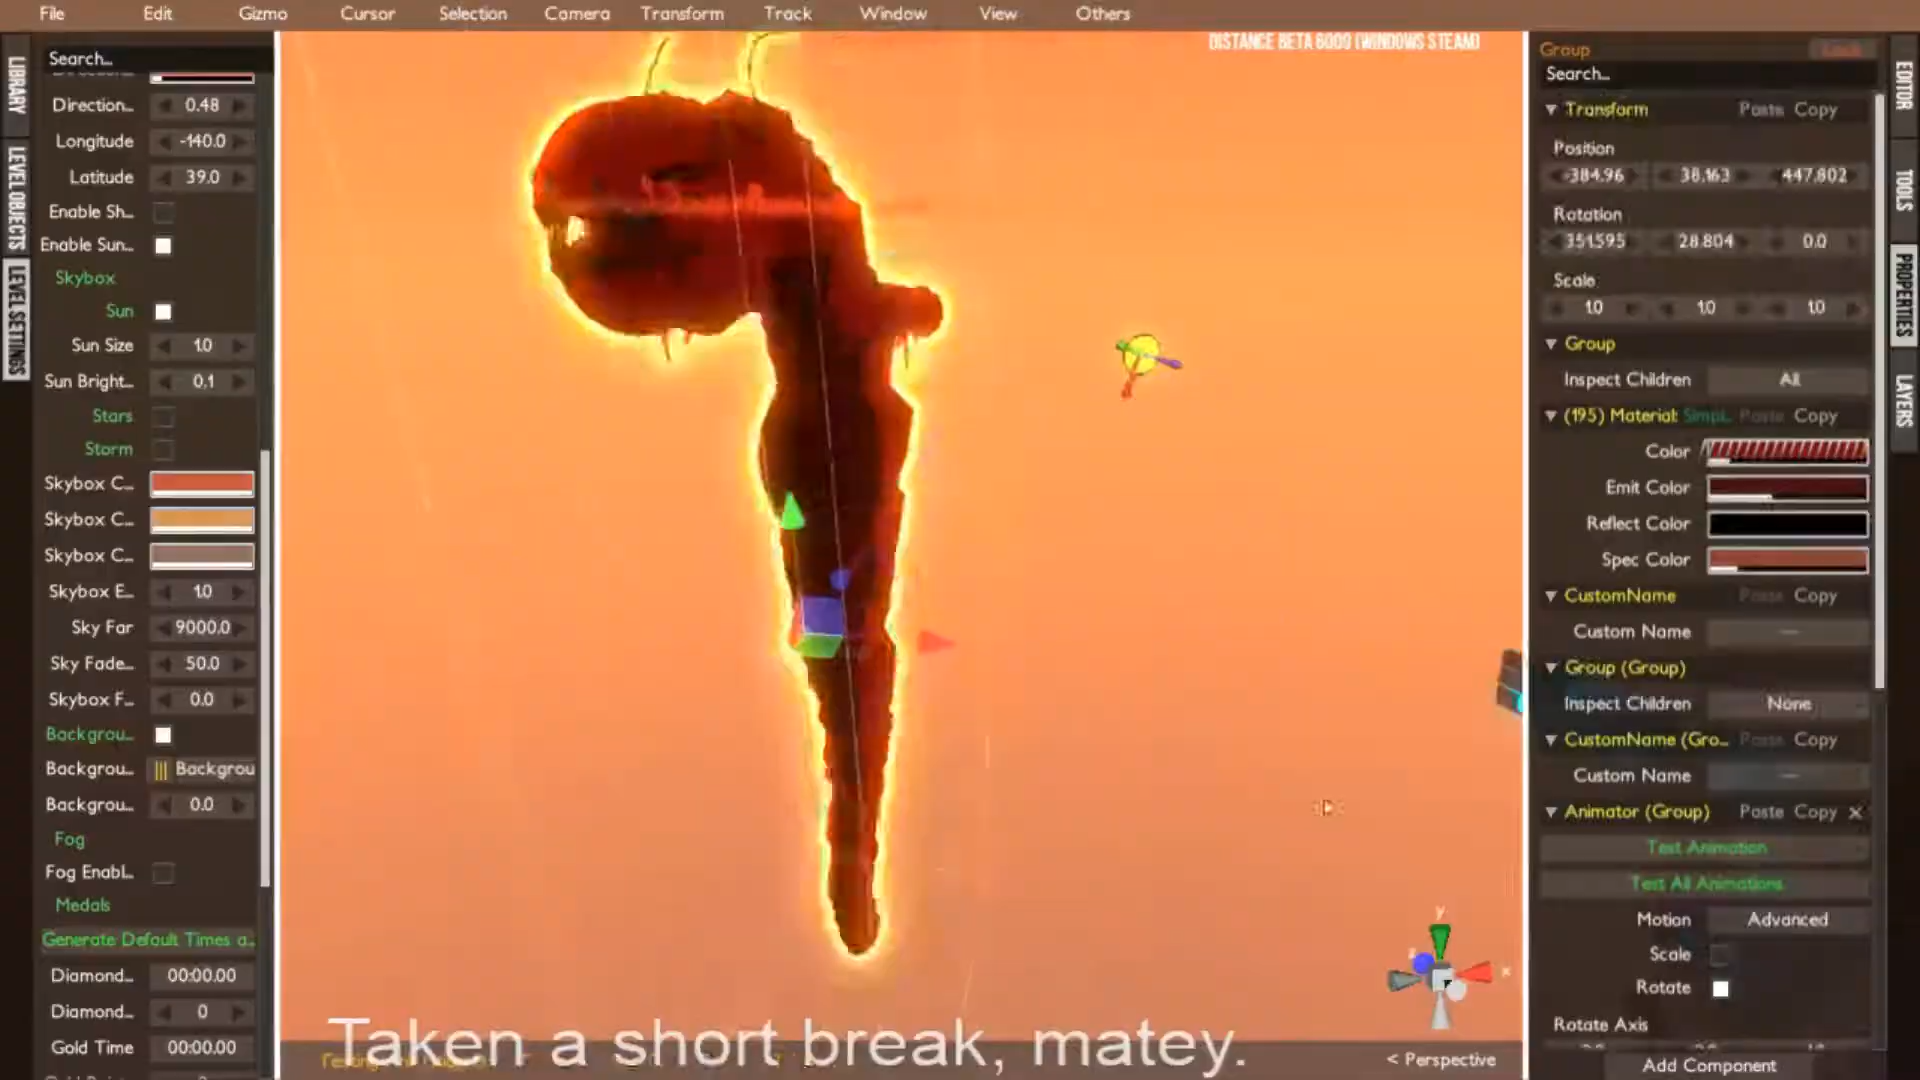 File Edit Gizmo Cursor Selection Camera Transform Track Window View Others
DISTANCE BETA 6000 (WINDOWS STEAM)
LIBRARY
LEVEL OBJECTS
LEVEL SETTINGS
Search...
Direction... 0.48
Longitude -140.0
Latitude 39.0
Enable Sh...
Enable Sun...
Skybox
Sun
Sun Size 1.0
Sun Bright... 0.1
Stars
Storm
Skybox C...
Skybox C...
Skybox C...
Skybox E... 1.0
Sky Far 9000.0
Sky Fade... 50.0
Skybox F... 0.0
Backgrou...
Backgrou... Backgrou
Backgrou... 0.0
Fog
Fog Enabl...
Medals
Generate Default Times a...
Diamond... 00:00.00
Diamond... 0
Gold Time 00:00.00
Taken a short break, matey.
< Perspective
y
x
Group
Search...
Transform Paste Copy
Position
-384.96 38.163 447.802
Rotation
351.595 28.804 0.0
Scale
1.0 1.0 1.0
Group
Inspect Children All
(195) Material: Simpl... Paste Copy
Color
Emit Color
Reflect Color
Spec Color
CustomName Paste Copy
Custom Name —
Group (Group)
Inspect Children None
CustomName (Gro... Paste Copy
Custom Name —
Animator (Group) Paste Copy ✕
Test Animation
Test All Animations
Motion Advanced
Scale
Rotate
Rotate Axis
Add Component
EDITOR
TOOLS
PROPERTIES
LAYERS